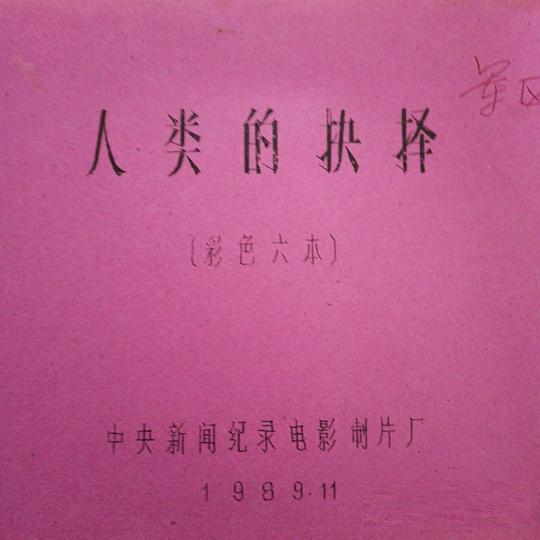 人类的抉择
(彩色六本)
中央新闻纪录电影制片厂
1989.11